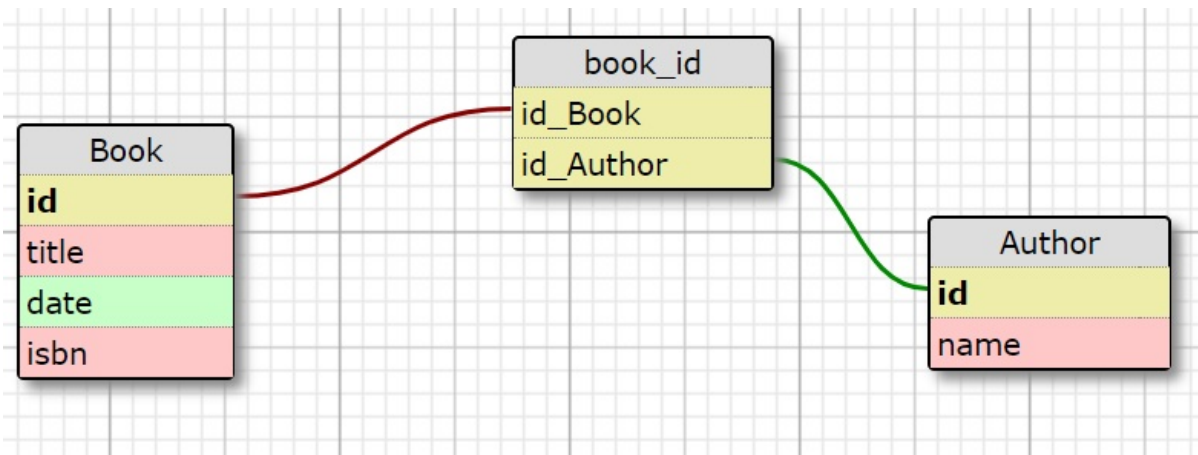 Book
id
title
date
isbn
book_id
id_Book
id_Author
Author
id
name